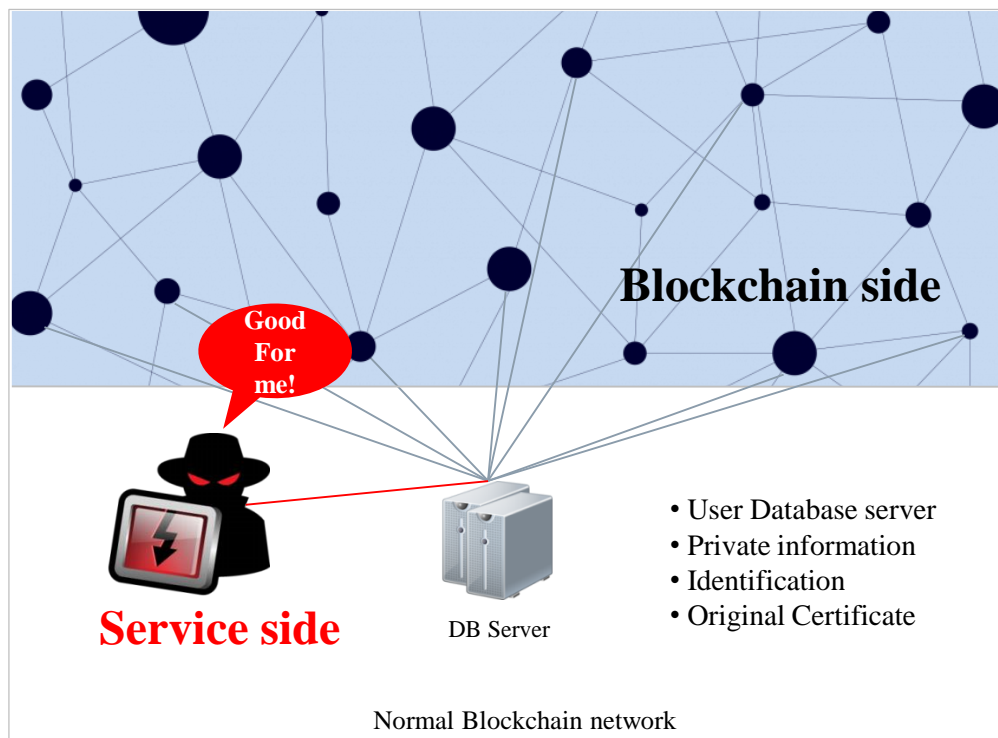 Blockchain side
Good
For
me!
• User Database server
• Private information
• Identification
• Original Certificate
Service side
DB Server
Normal Blockchain network